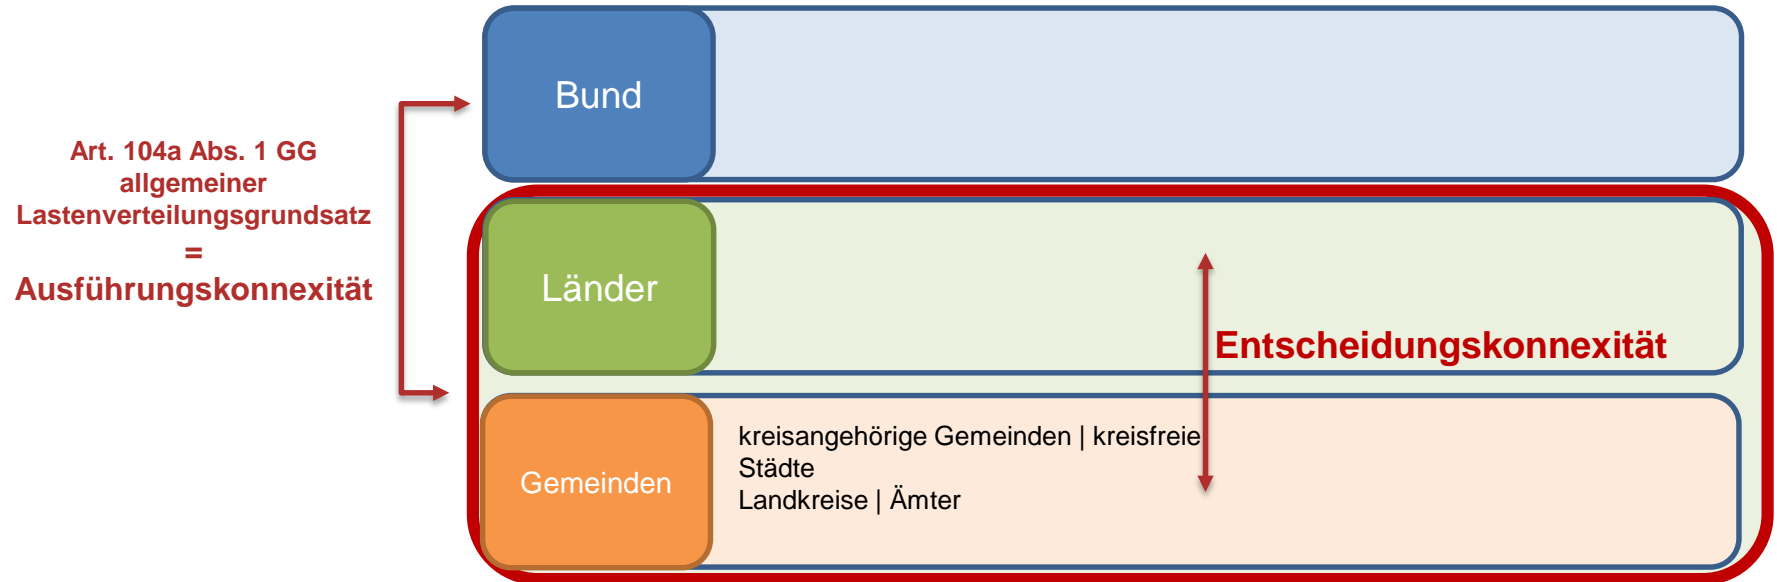 Bund
Art. 104a Abs. 1 GG
allgemeiner
Lastenverteilungsgrundsatz
=
Ausführungskonnexität
Länder
Entscheidungskonnexität
Gemeinden
kreisangehörige Gemeinden | kreisfreie
Städte
Landkreise | Ämter